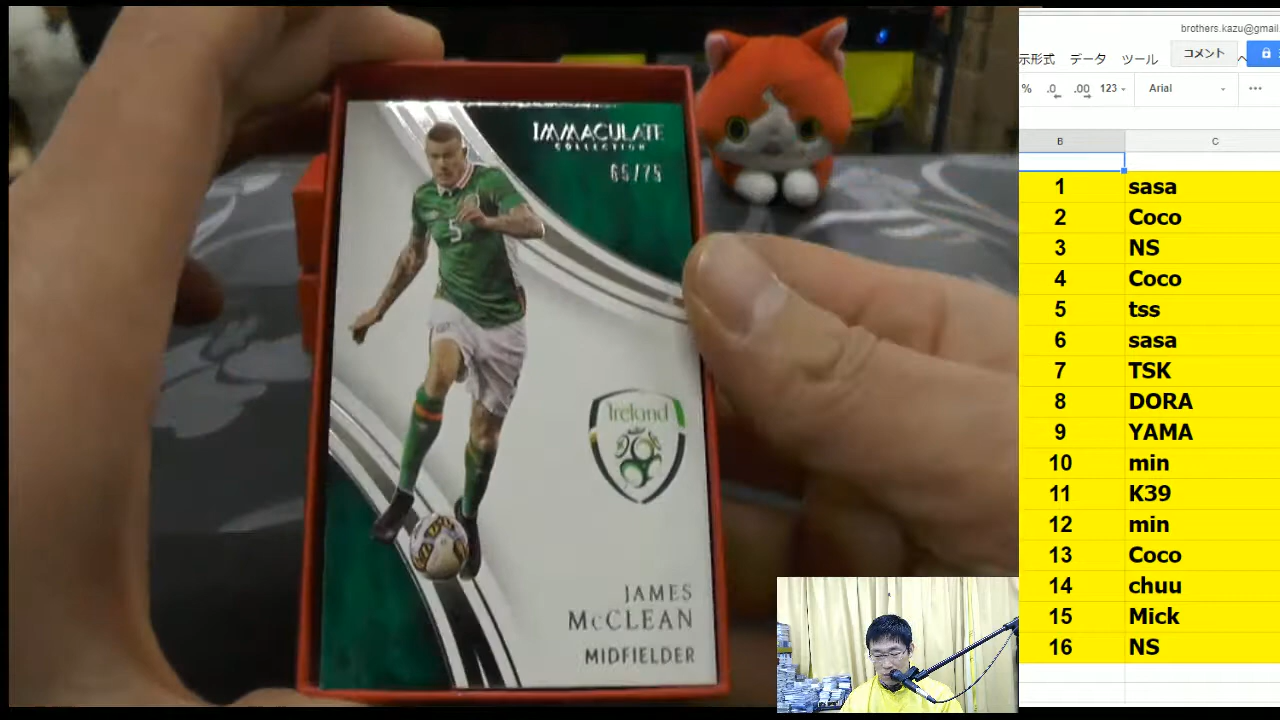 IMMACULATE
COLLECTION
65/75
5
Ireland
JAMES
McCLEAN
MIDFIELDER
brothers.kazu@gmail.
示形式 データ ツール コメント
% .0 .00 123 Arial
B C
1 sasa
2 Coco
3 NS
4 Coco
5 tss
6 sasa
7 TSK
8 DORA
9 YAMA
10 min
11 K39
12 min
13 Coco
14 chuu
15 Mick
16 NS